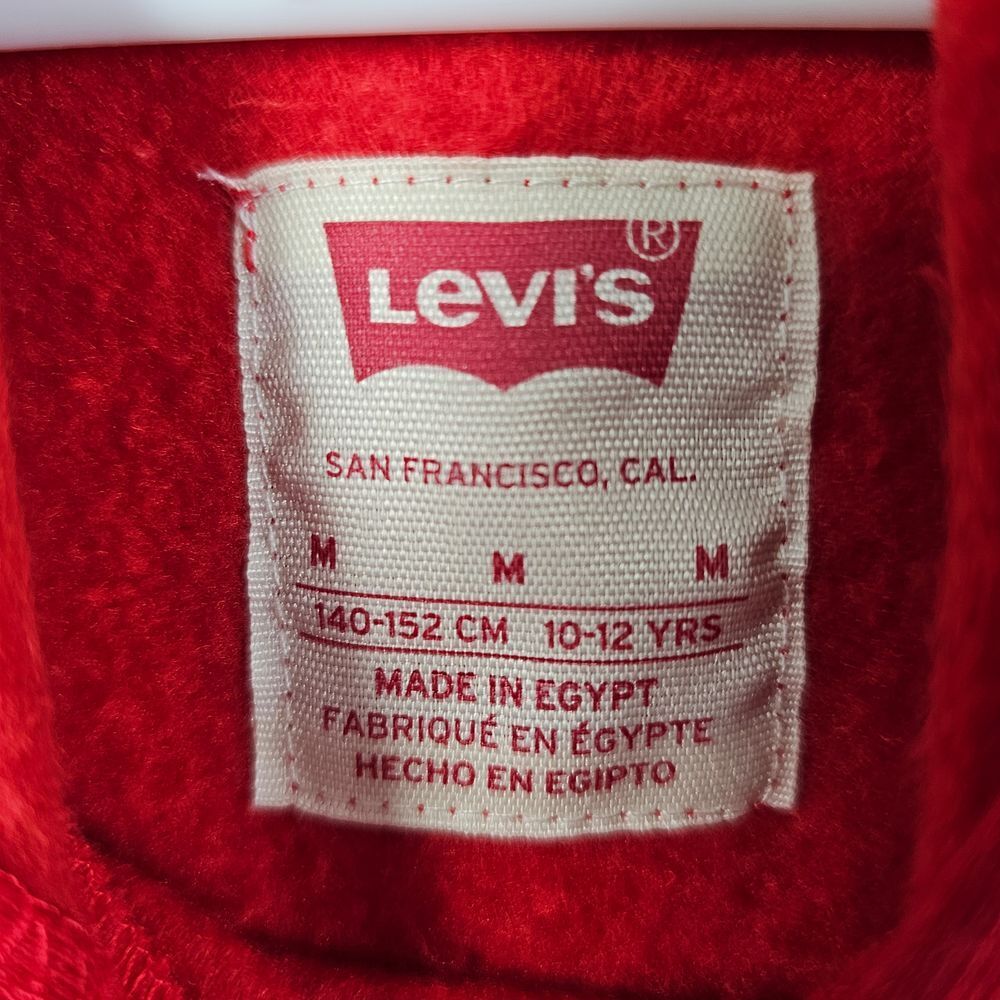 LEVI'S®
SAN FRANCISCO, CAL.
M M M
140-152 CM 10-12 YRS
MADE IN EGYPT
FABRIQUÉ EN ÉGYPTE
HECHO EN EGIPTO